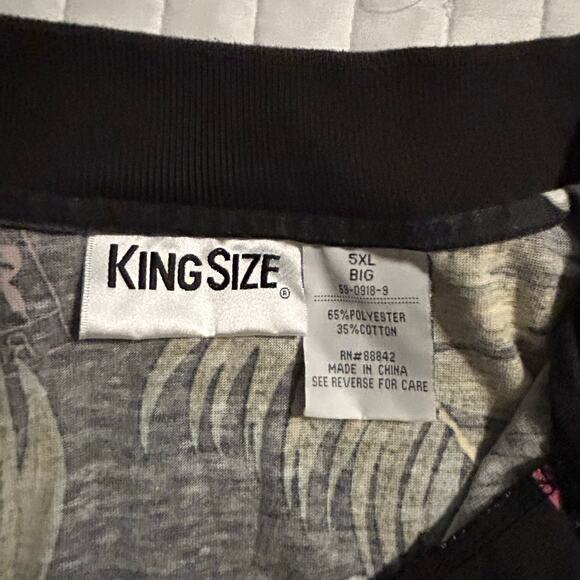 KINGSIZE®
5XL
BIG
59-0918-9
65%POLYESTER
35%COTTON
RN#88842
MADE IN CHINA
SEE REVERSE FOR CARE
R